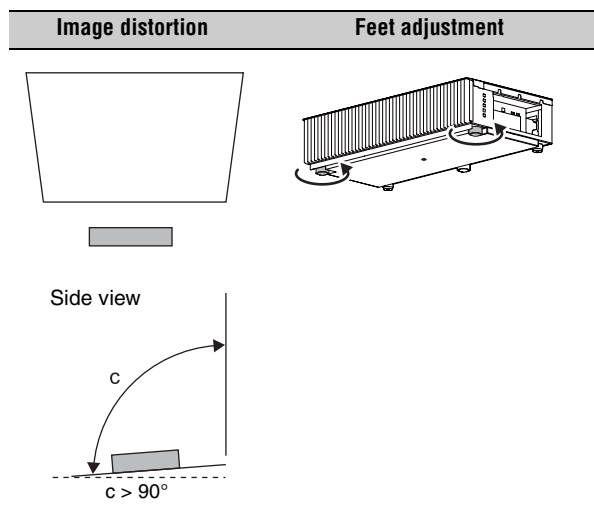 Image distortion
Feet adjustment
Side view
c
c > 90°